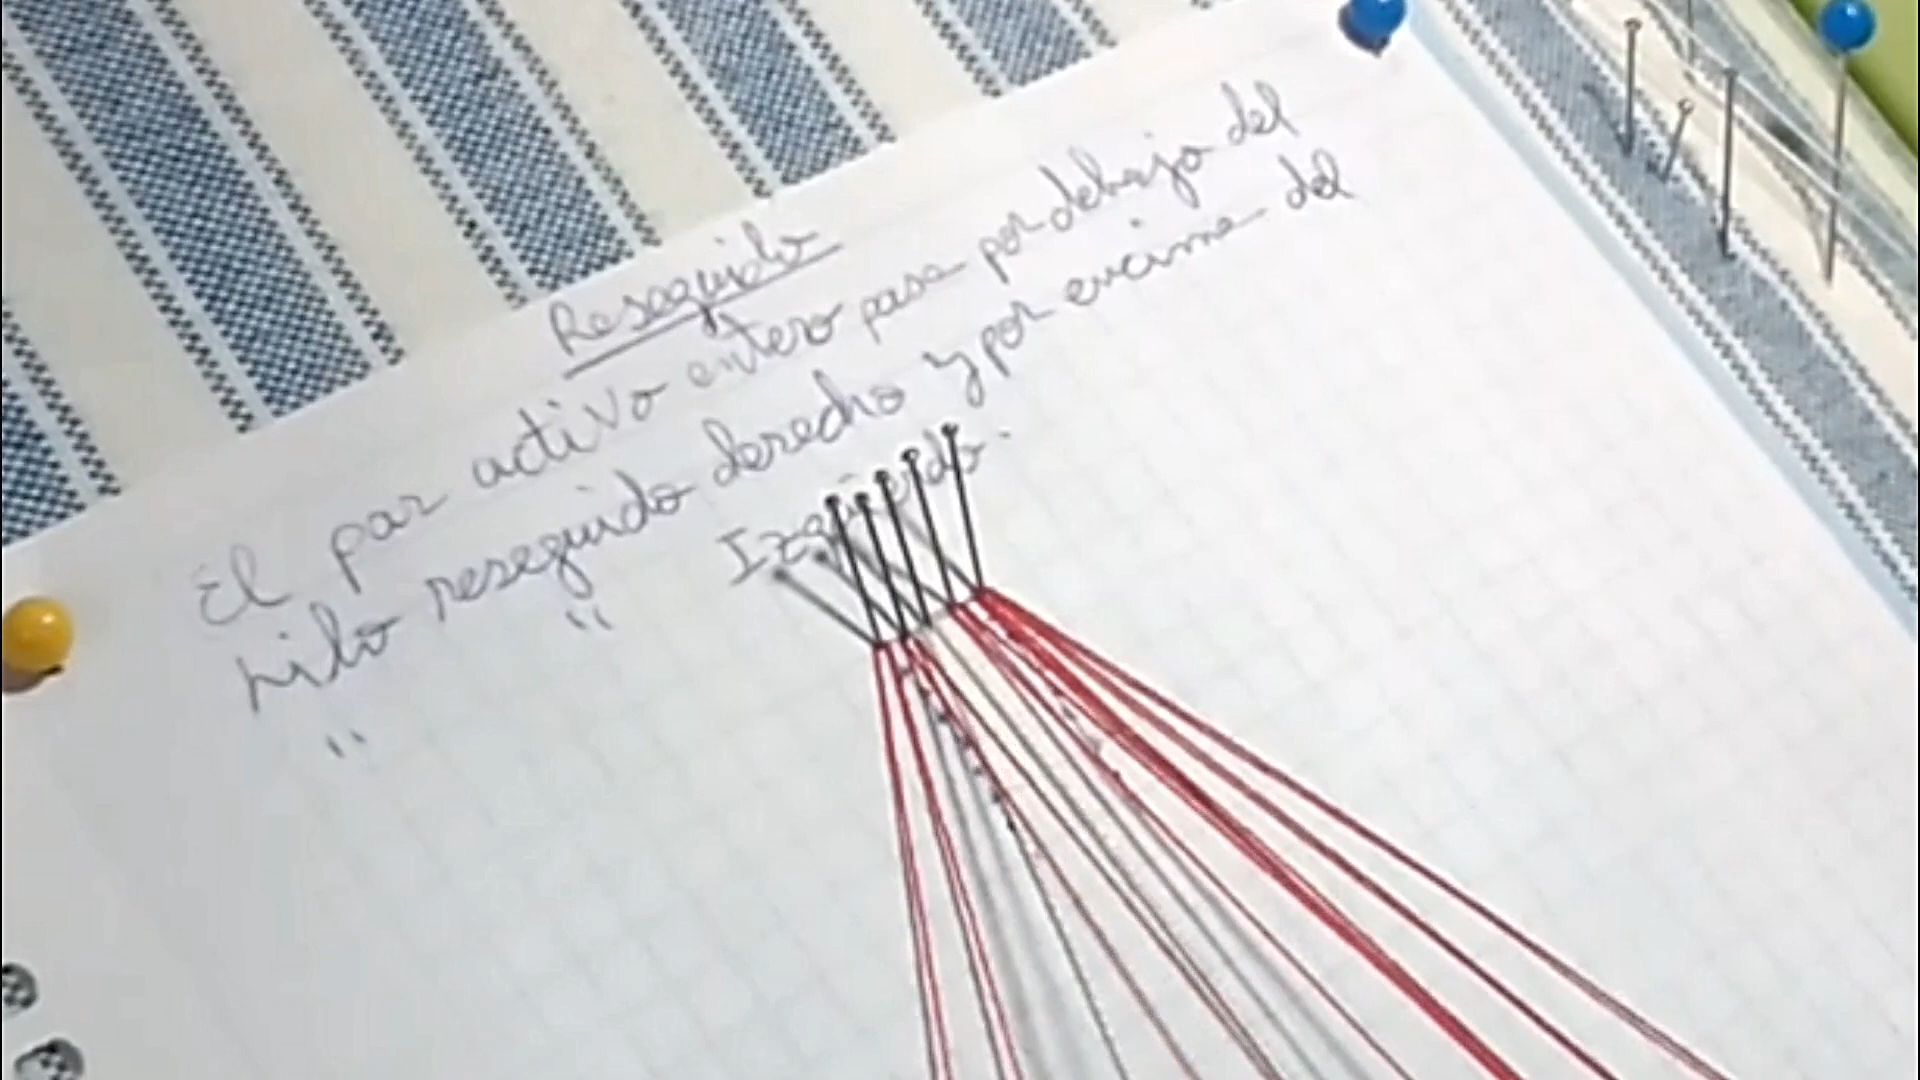 Reseguido
El par activo entero pasa por debajo del
hilo reseguido derecho y por encima del
" " Izquierdo.